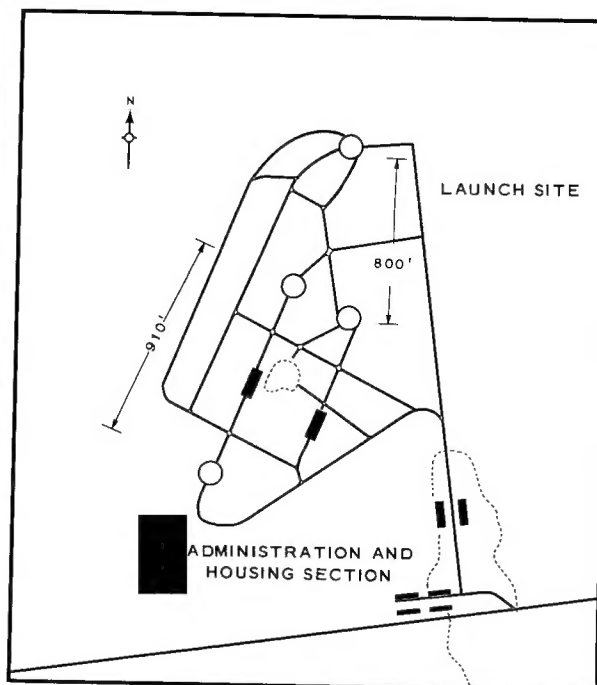 N
LAUNCH SITE
800'
910'
ADMINISTRATION AND
HOUSING SECTION